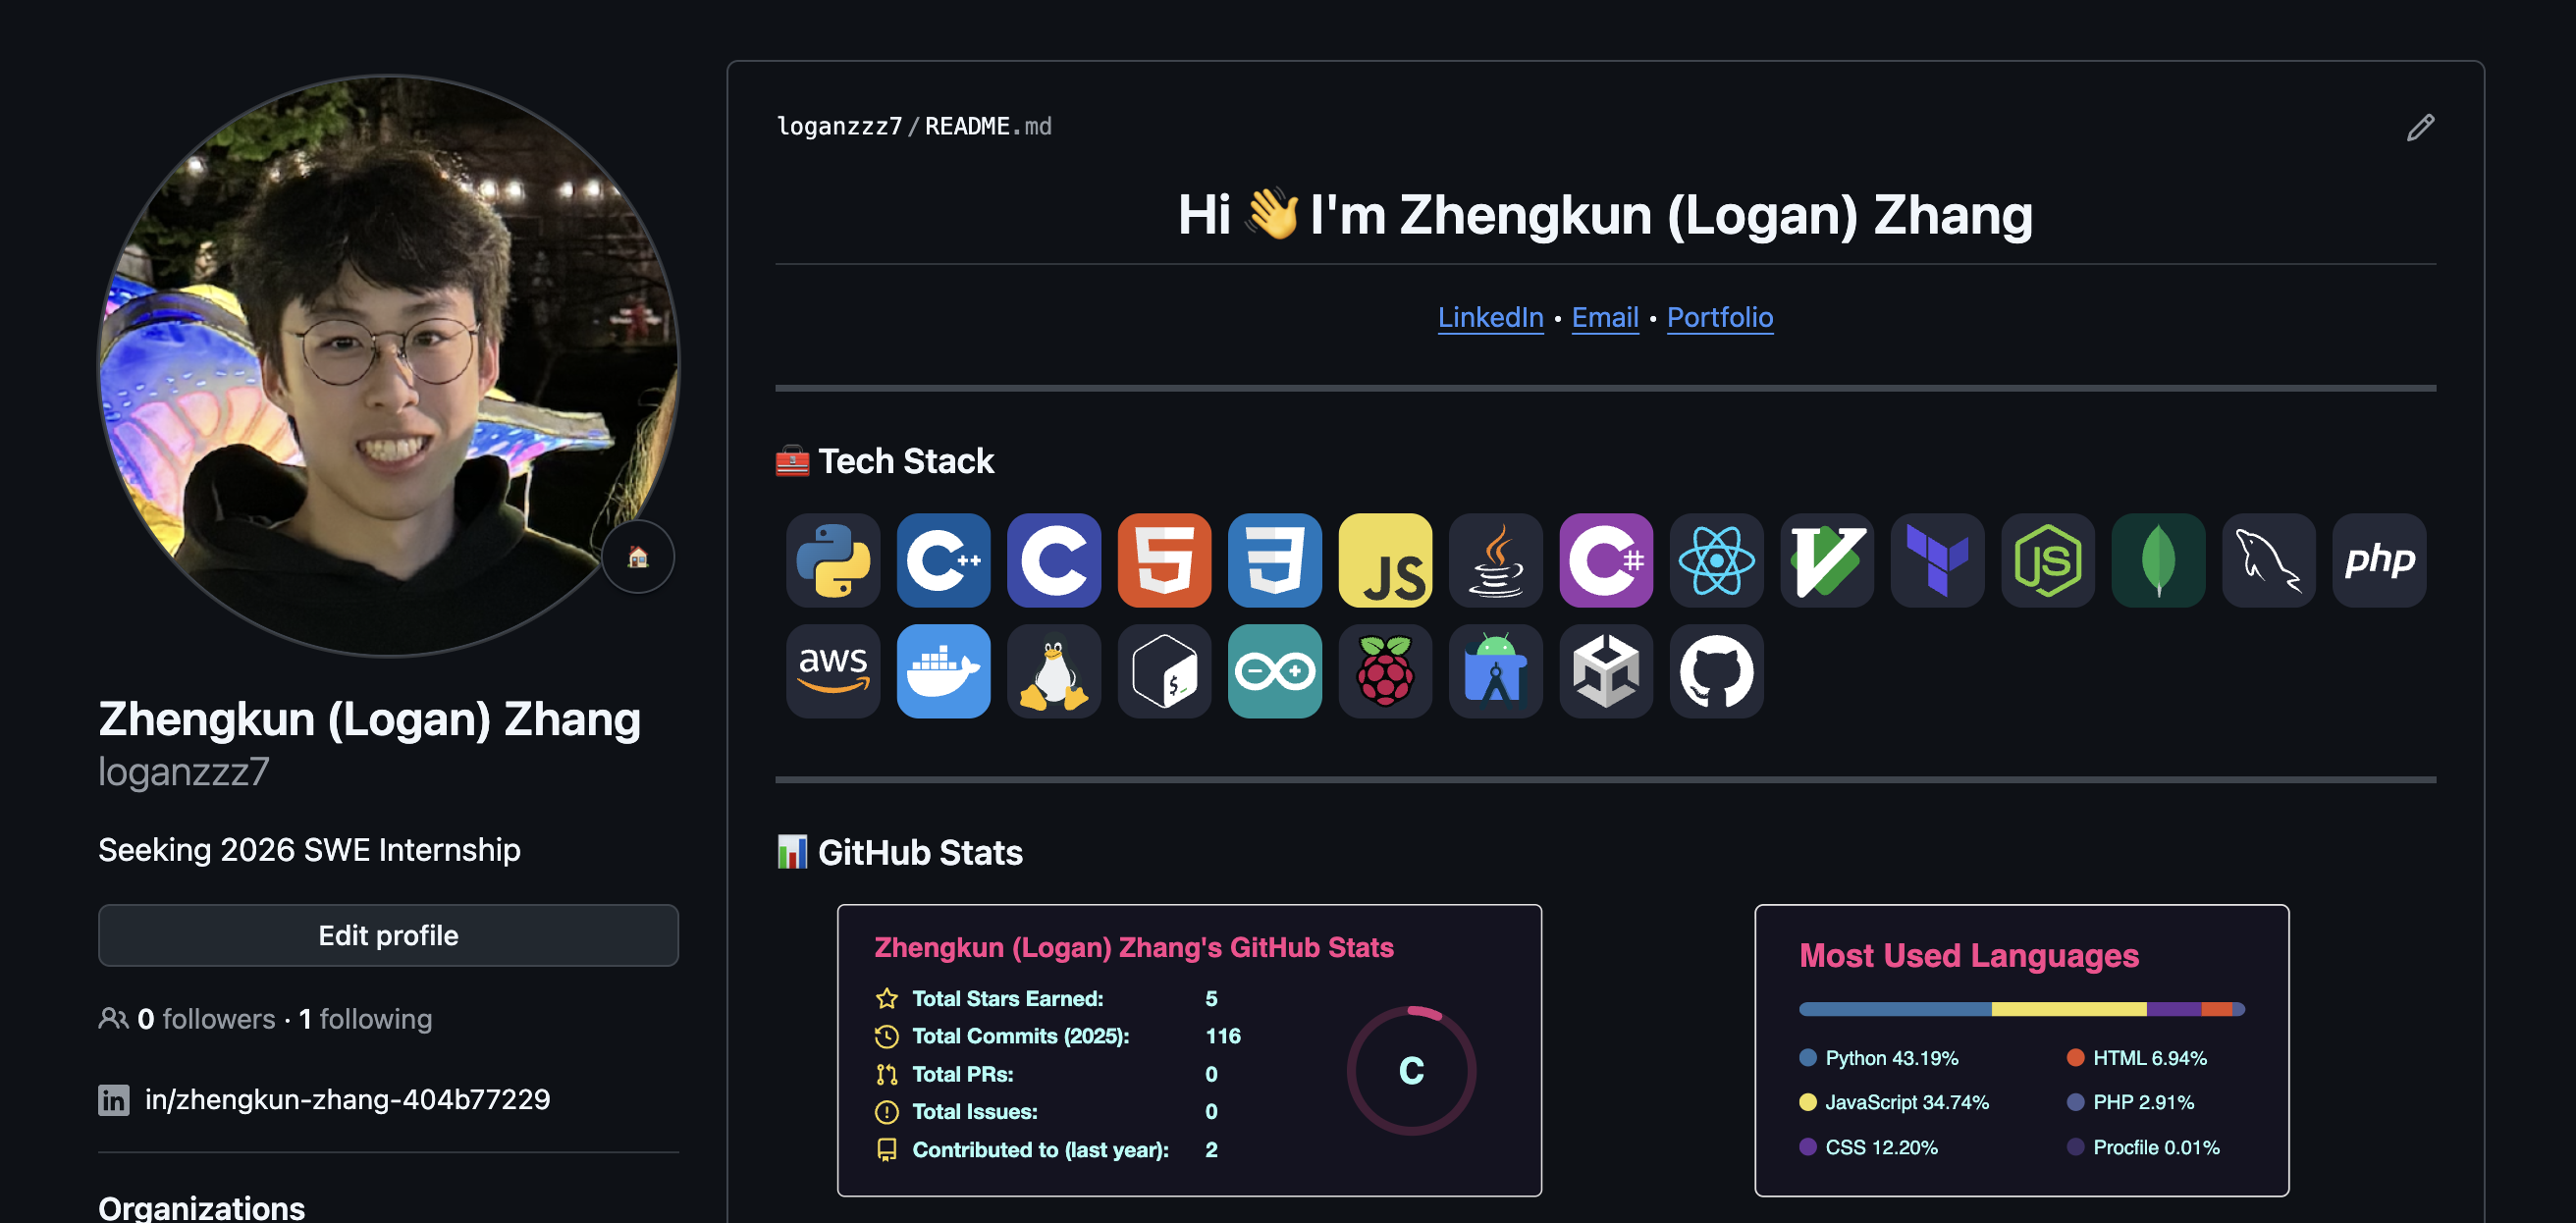 loganzzz7/README.md
Hi 👋 I'm Zhengkun (Logan) Zhang
LinkedIn • Email • Portfolio
🧰 Tech Stack
C++ C 5 3 JS C# V JS php
aws $_
📊 GitHub Stats
Zhengkun (Logan) Zhang's GitHub Stats
Total Stars Earned: 5
Total Commits (2025): 116
Total PRs: 0
Total Issues: 0
Contributed to (last year): 2
C
Most Used Languages
Python 43.19%
JavaScript 34.74%
CSS 12.20%
HTML 6.94%
PHP 2.91%
Procfile 0.01%
Zhengkun (Logan) Zhang
loganzzz7
Seeking 2026 SWE Internship
Edit profile
0 followers · 1 following
in in/zhengkun-zhang-404b77229
Organizations